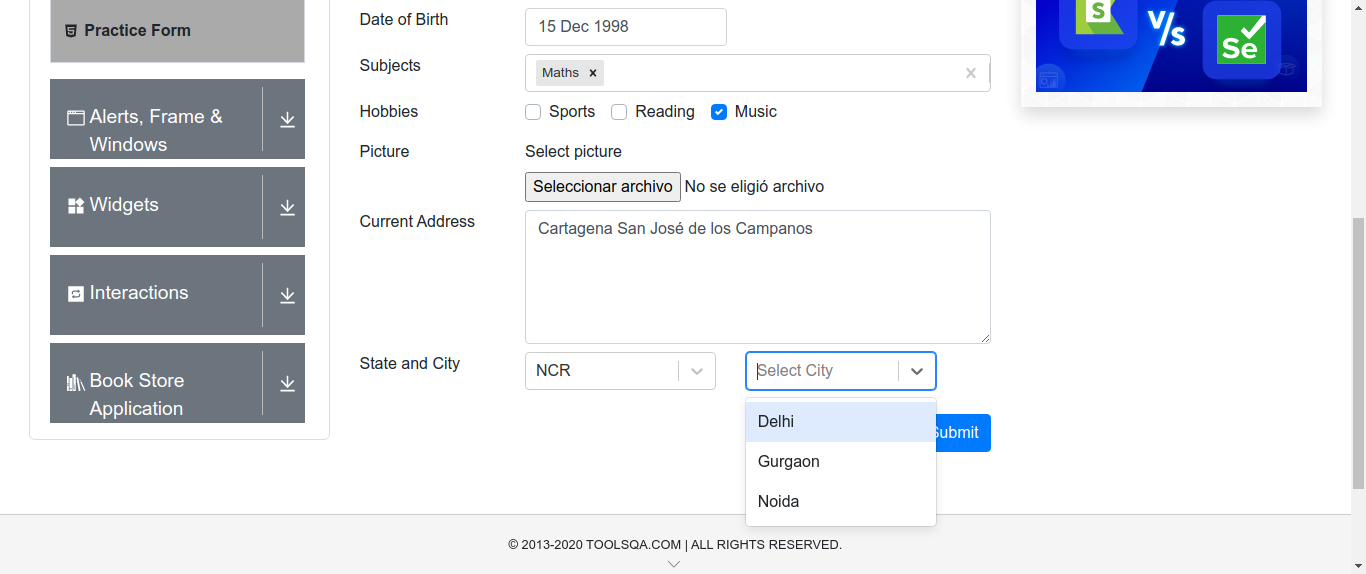 Practice Form
Alerts, Frame &
Windows
Widgets
Interactions
Book Store
Application
Date of Birth
15 Dec 1998
Subjects
Maths ×
Hobbies
Sports Reading Music
Picture
Select picture
Seleccionar archivo No se eligió archivo
Current Address
Cartagena San José de los Campanos
State and City
NCR
Select City
Delhi
Gurgaon
Noida
Submit
S V/s Se
© 2013-2020 TOOLSQA.COM | ALL RIGHTS RESERVED.